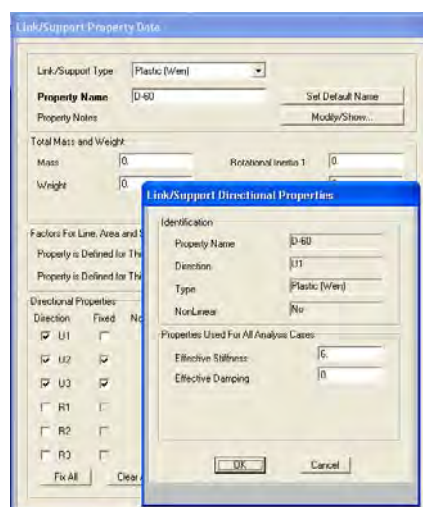 Link/Support Property Data
Link/Support Type Plastic (Wen)
Property Name D-60 Set Default Name
Property Notes Modify/Show...
Total Mass and Weight
Mass 0. Rotational Inertia 1 0.
Weight 0.
Factors For Line, Area and
Property is Defined for
Property is Defined for
Directional Properties
Direction Fixed
U1
U2
U3
R1
R2
R3
Fix All Clear
Link/Support Directional Properties
Identification
Property Name D-60
Direction U1
Type Plastic (Wen)
NonLinear No
Properties Used For All Analysis Cases
Effective Stiffness 6.
Effective Damping 0.
OK Cancel